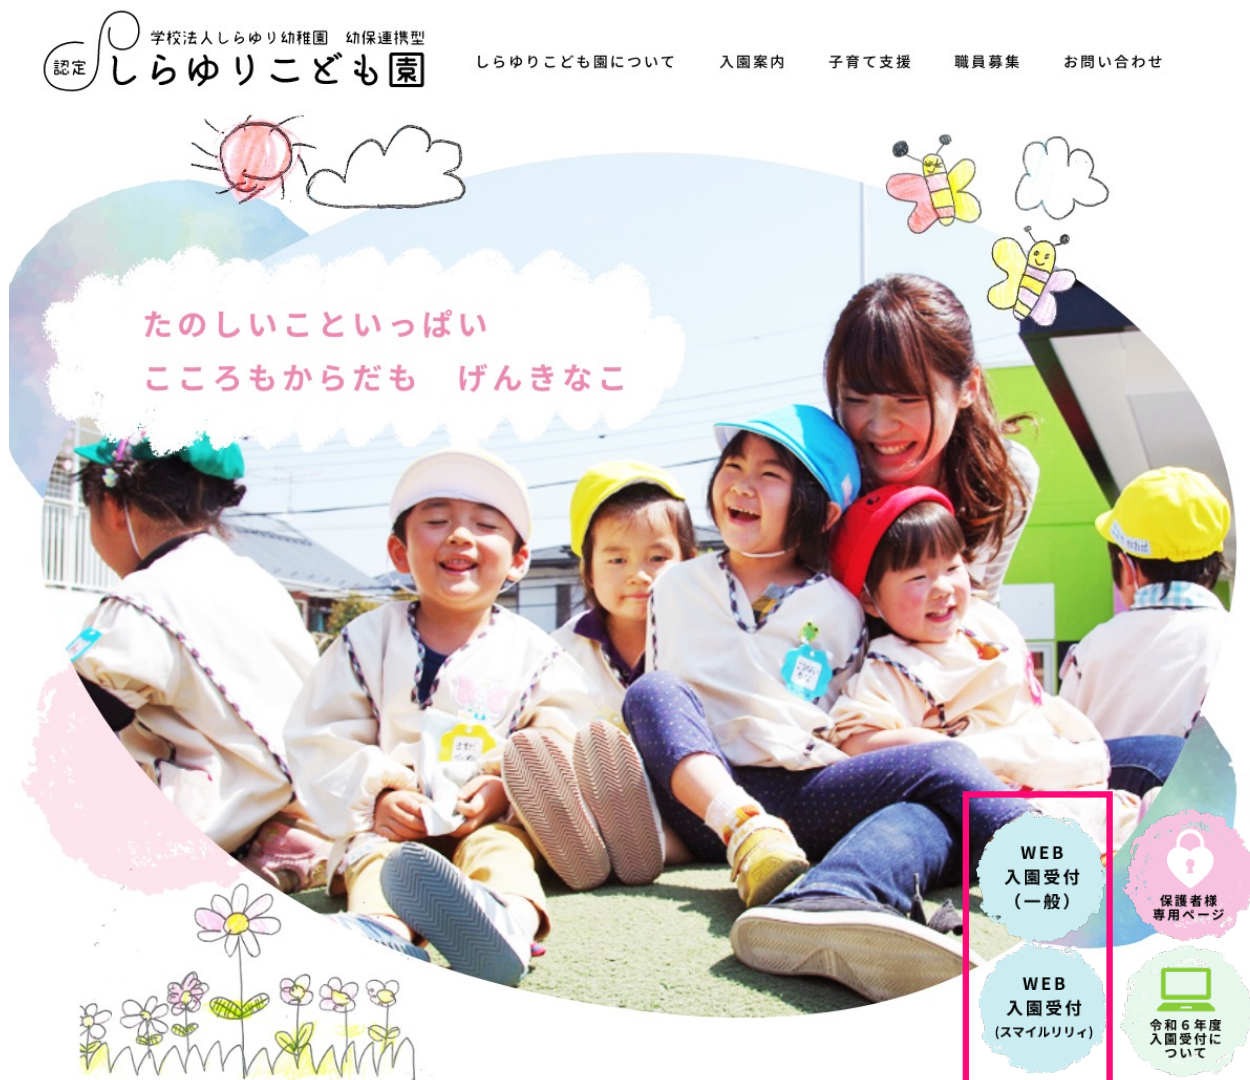 学校法人しらゆり幼稚園　幼保連携型
認定
しらゆりこども園
しらゆりこども園について
入園案内
子育て支援
職員募集
お問い合わせ
たのしいこといっぱい
こころもからだも　げんきなこ
WEB
入園受付
（一般）
保護者様
専用ページ
WEB
入園受付
(スマイルリリィ)
令和６年度
入園受付に
ついて